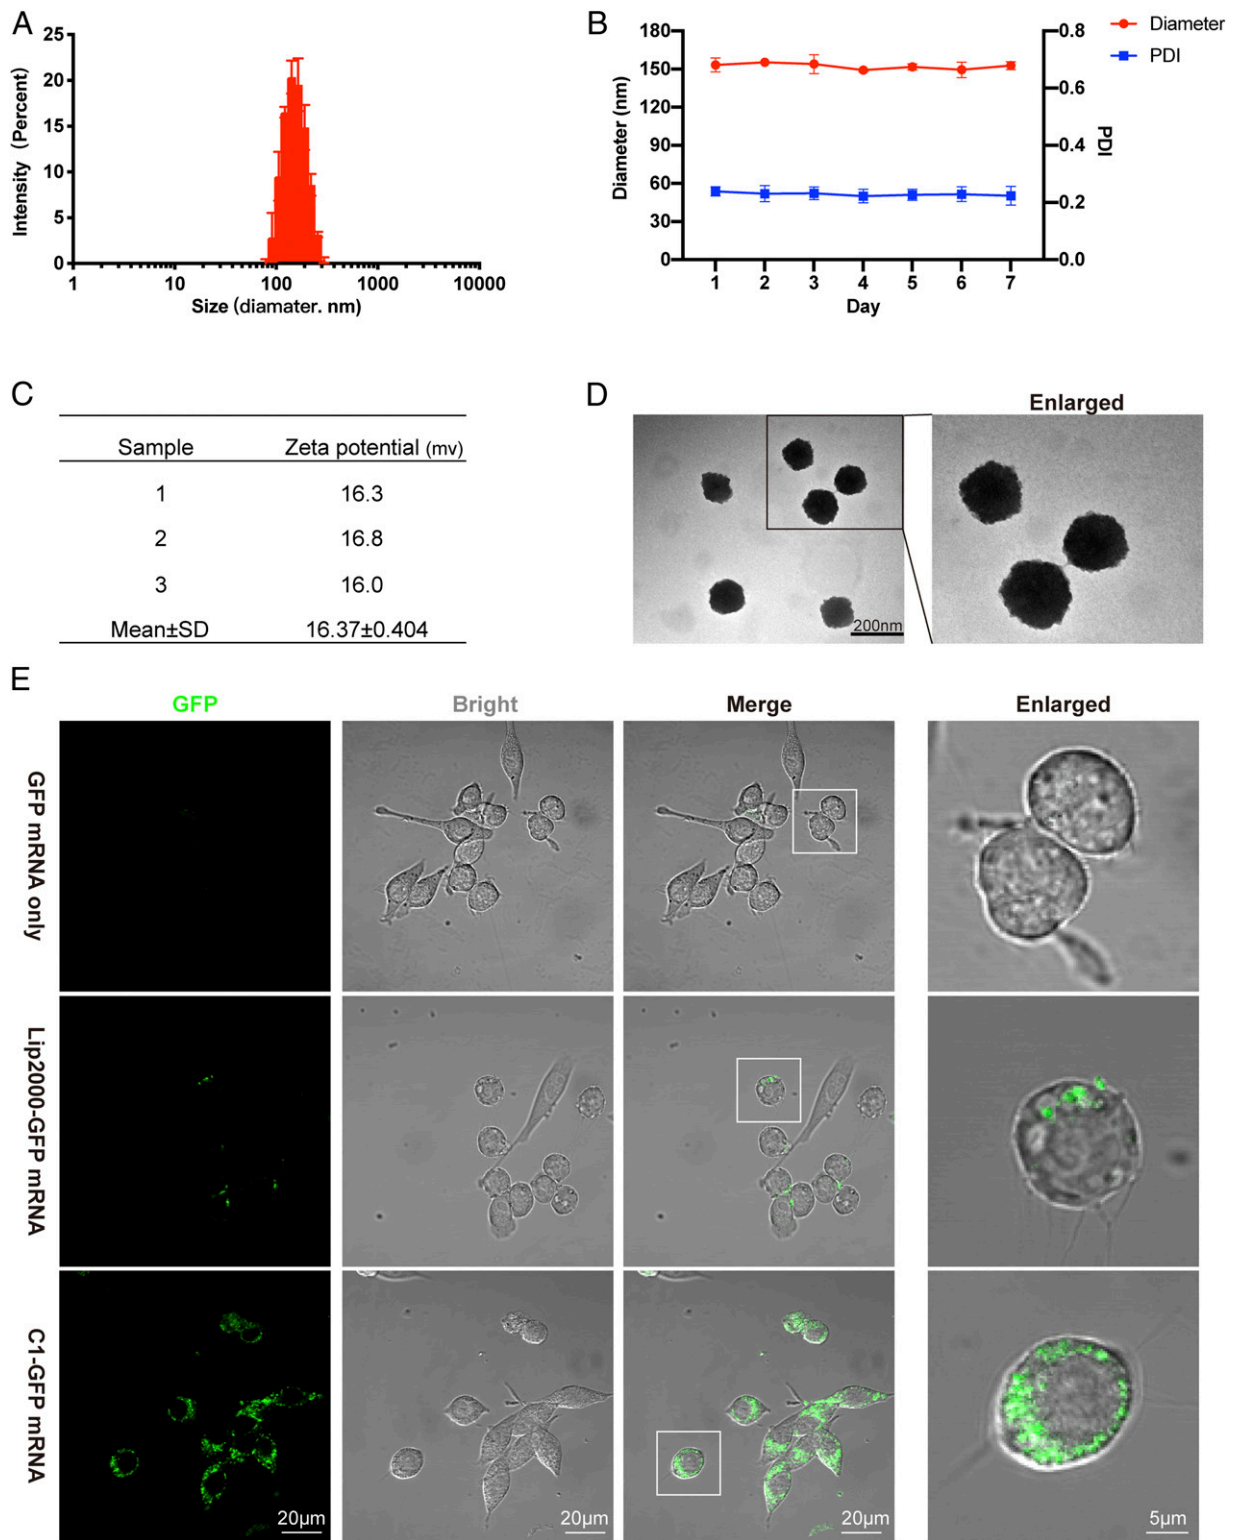 A
25
20
15
10
5
0
Intensity (Percent)
1
10
100
1000
10000
Size (diamater. nm)
B
180
150
120
90
60
30
0
Diameter (nm)
0.8
0.6
0.4
0.2
0.0
PDI
1 2 3 4 5 6 7
Day
Diameter
PDI
C
Sample Zeta potential (mv)
1 16.3
2 16.8
3 16.0
Mean±SD 16.37±0.404
D
Enlarged
200nm
E
GFP Bright Merge Enlarged
GFP mRNA only
Lip2000-GFP mRNA
C1-GFP mRNA
20μm 20μm 20μm 5μm